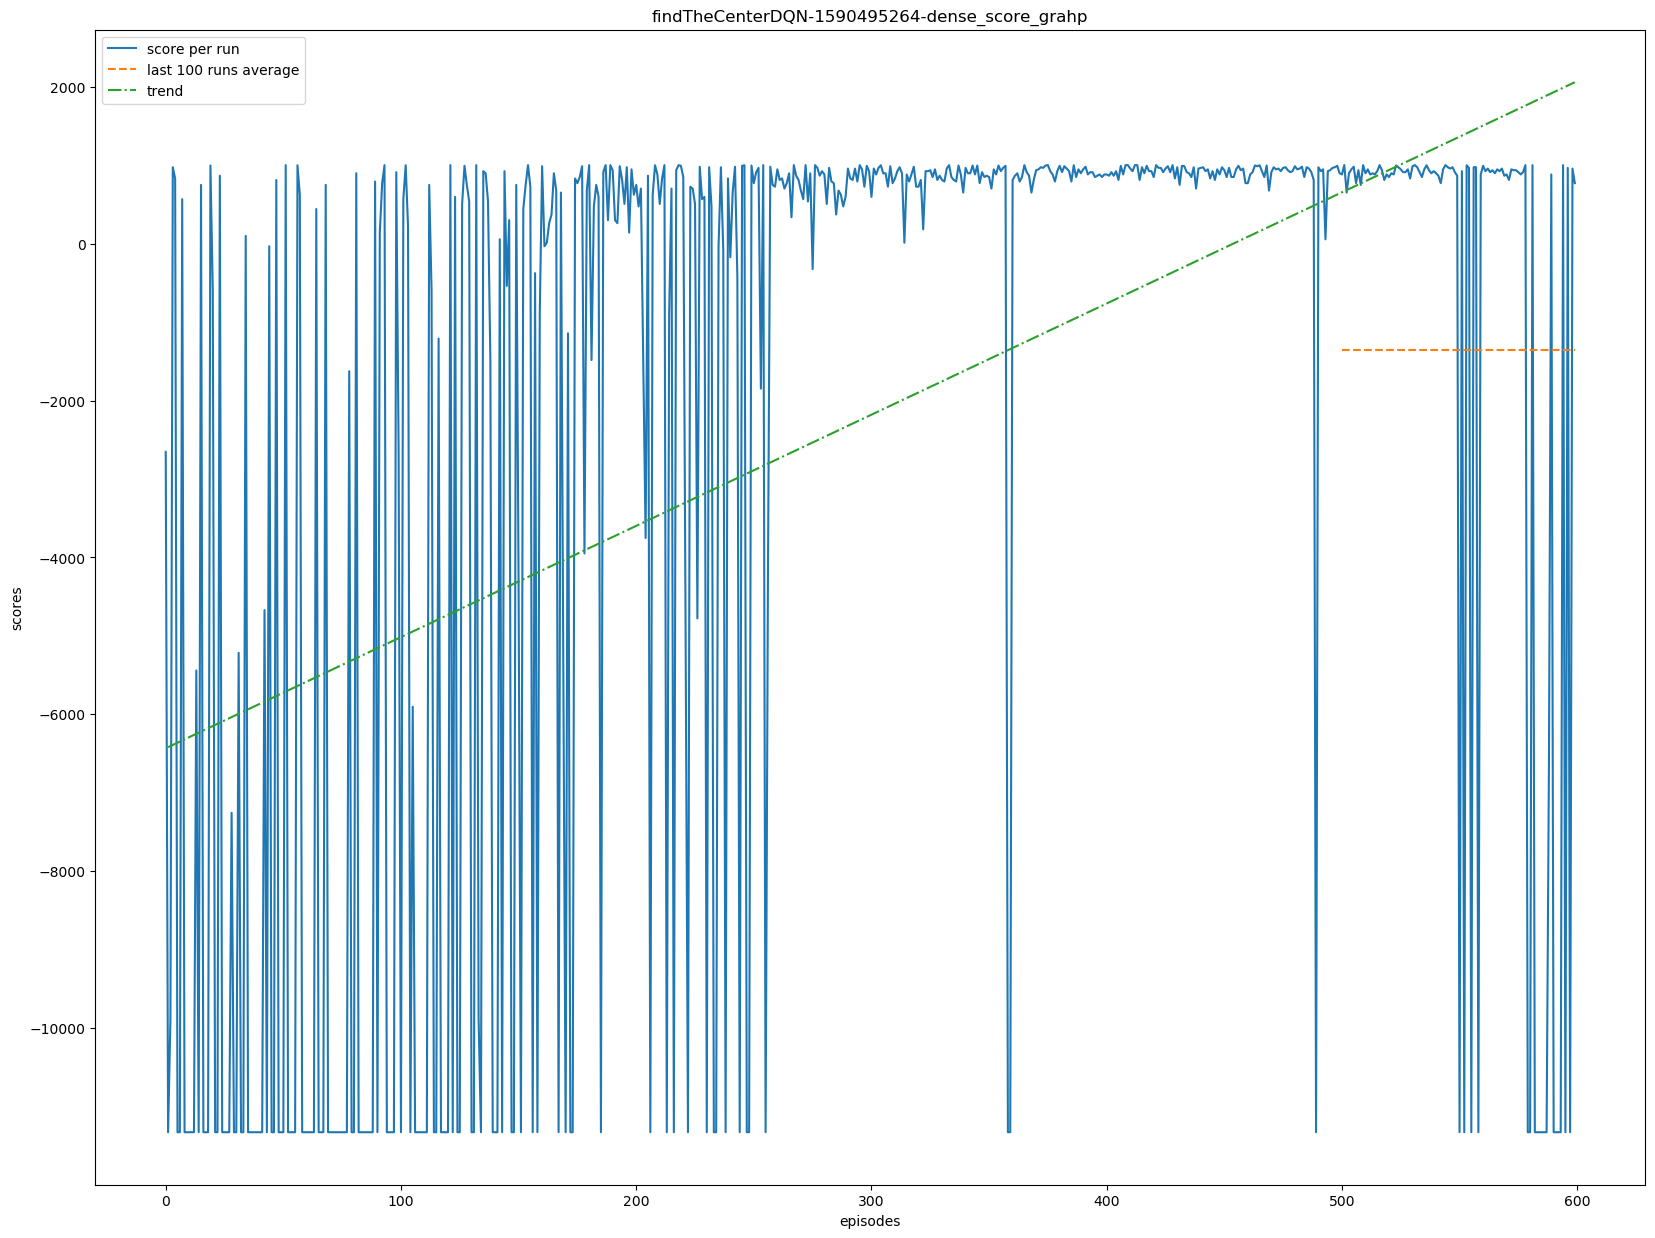 findTheCenterDQN-1590495264-dense_score_grahp
score per run
last 100 runs average
trend
2000
0
−2000
−4000
−6000
−8000
−10000
scores
0
100
200
300
400
500
600
episodes